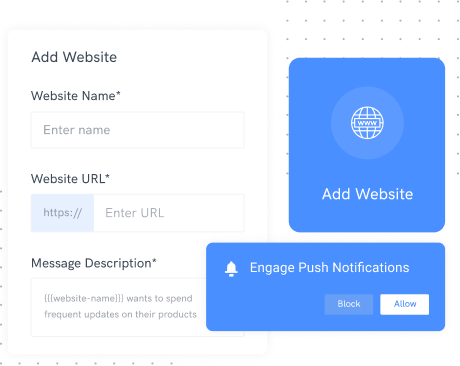 Add Website
Website Name*
Enter name
Website URL*
https://
Enter URL
Message Description*
{{{website-name}}} wants to spend
frequent updates on their products
WWW
Add Website
Engage Push Notifications
Block
Allow